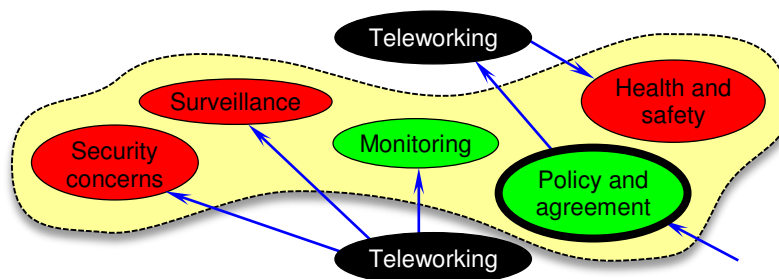 Teleworking
Surveillance
Health and
safety
Monitoring
Security
concerns
Policy and
agreement
Teleworking